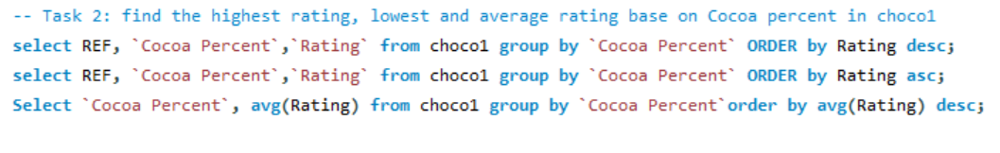 -- Task 2: find the highest rating, lowest and average rating base on Cocoa percent in choco1
select REF, `Cocoa Percent`,`Rating` from choco1 group by `Cocoa Percent` ORDER by Rating desc;
select REF, `Cocoa Percent`,`Rating` from choco1 group by `Cocoa Percent` ORDER by Rating asc;
Select `Cocoa Percent`, avg(Rating) from choco1 group by `Cocoa Percent`order by avg(Rating) desc;